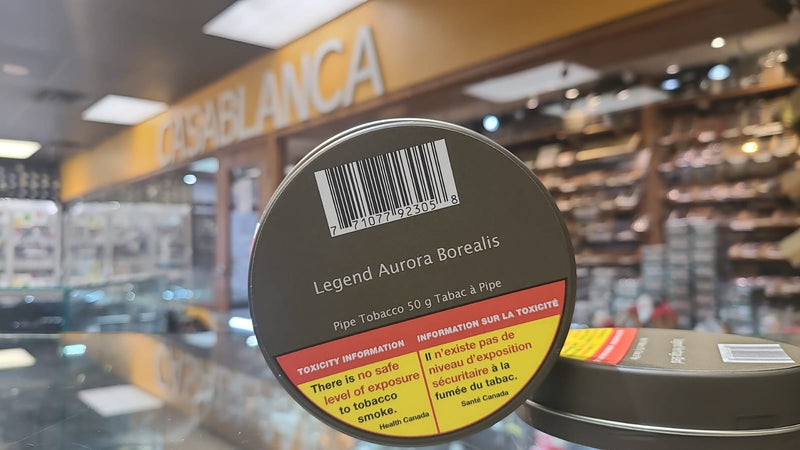 CASABLANCA
7 71077 92305 8
Legend Aurora Borealis
Pipe Tobacco 50 g Tabac à Pipe
TOXICITY INFORMATION
There is no safe
level of exposure
to tobacco
smoke.
Health Canada
INFORMATION SUR LA TOXICITÉ
Il n'existe pas de
niveau d'exposition
sécuritaire à la
fumée du tabac.
Santé Canada